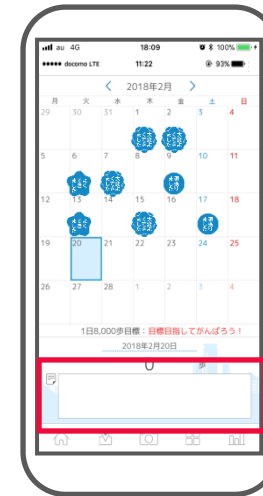 au 4G 18:09 100%
docomo LTE 11:22 93%
2018年2月
月 火 水 木 金 土 日
29 30 31 1 2 3 4
5 6 7 8 9 10 11
12 13 14 15 16 17 18
19 20 21 22 23 24 25
26 27 28 1 2 3 4
1日8,000歩目標：目標目指してがんばろう！
2018年2月20日
0 歩